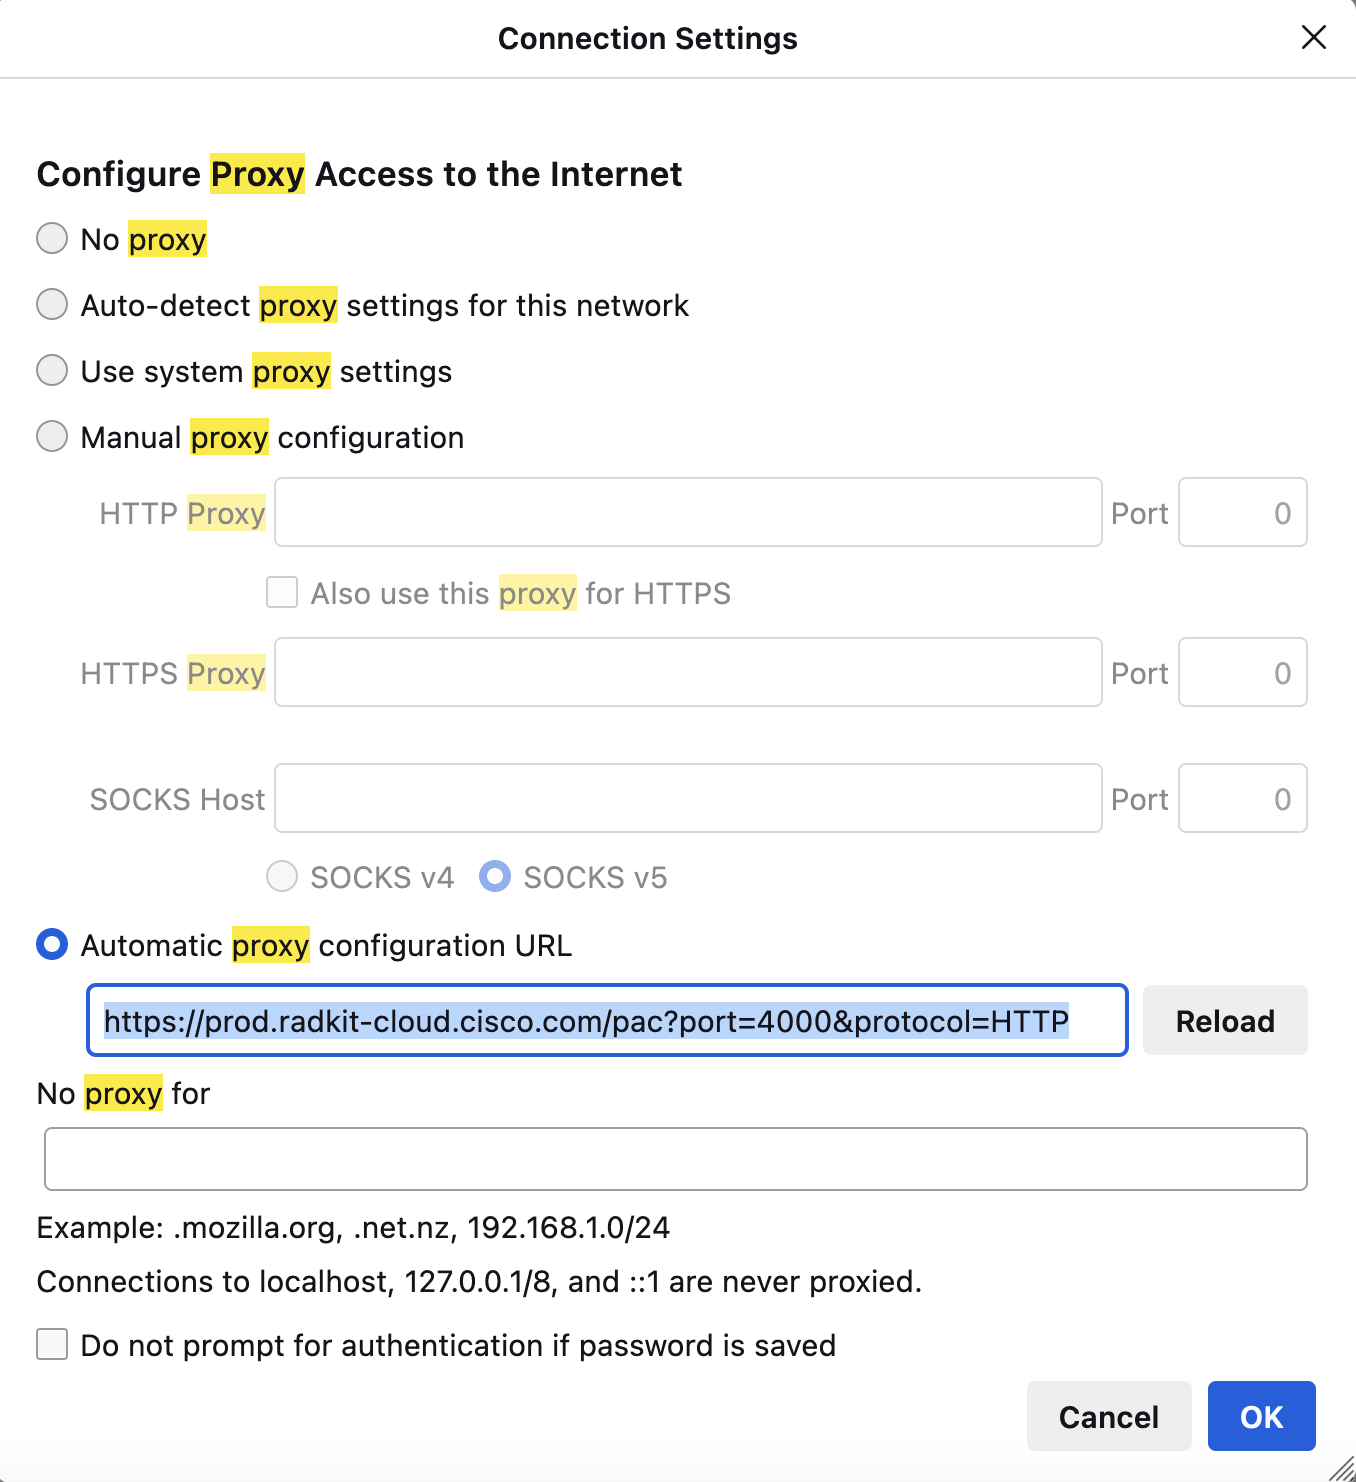 Connection Settings
Configure Proxy Access to the Internet
No proxy
Auto-detect proxy settings for this network
Use system proxy settings
Manual proxy configuration
HTTP Proxy Port 0
Also use this proxy for HTTPS
HTTPS Proxy Port 0
SOCKS Host Port 0
SOCKS v4 SOCKS v5
Automatic proxy configuration URL
https://prod.radkit-cloud.cisco.com/pac?port=4000&protocol=HTTP Reload
No proxy for
Example: .mozilla.org, .net.nz, 192.168.1.0/24
Connections to localhost, 127.0.0.1/8, and ::1 are never proxied.
Do not prompt for authentication if password is saved
Cancel OK